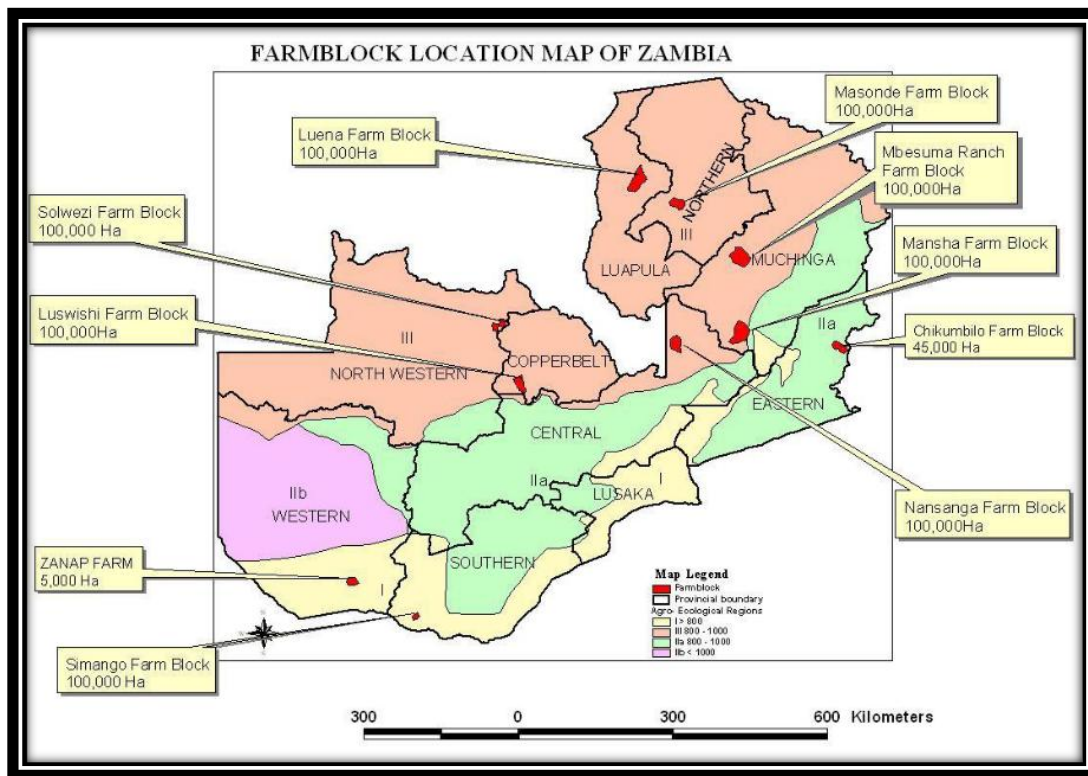 FARMBLOCK LOCATION MAP OF ZAMBIA
Masonde Farm Block
100,000Ha
Luena Farm Block
100,000Ha
Mbesuma Ranch
Farm Block
100,000Ha
Solwezi Farm Block
100,000 Ha
Mansha Farm Block
100,000Ha
Luswishi Farm Block
100,000Ha
Chikumbilo Farm Block
45,000 Ha
Nansanga Farm Block
100,000Ha
ZANAP FARM
5,000 Ha
Simango Farm Block
100,000 Ha
NORTHERN
III
LUAPULA
MUCHINGA
IIa
III
COPPERBELT
NORTH WESTERN
EASTERN
CENTRAL
IIa
I
LUSAKA
IIb
WESTERN
SOUTHERN
I
Map Legend
Farmblock
Provincial boundary
Agro- Ecological Regions
I > 800
III 800 - 1000
IIa 800 - 1000
IIb < 1000
300 0 300 600 Kilometers